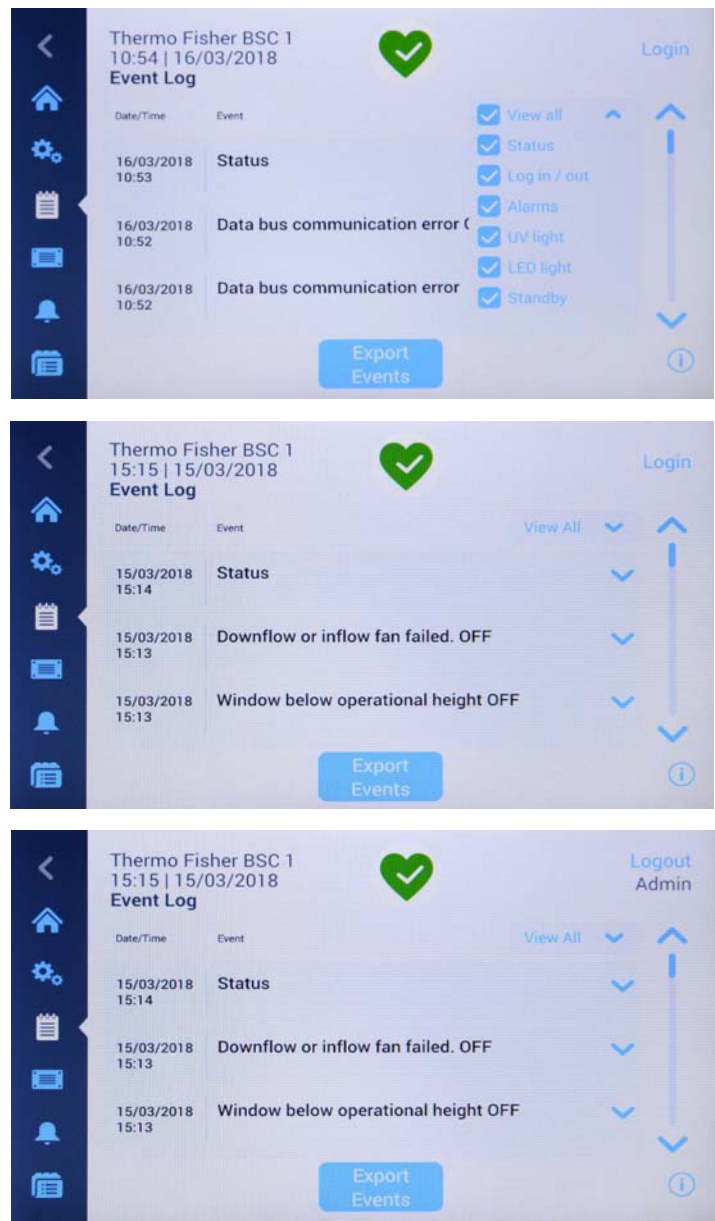 Thermo Fisher BSC 1
10:54 | 16/03/2018
Event Log
Login
Date/Time Event
View all
Status
Log in / out
Alarms
UV light
LED light
Standby
16/03/2018
10:53
Status
16/03/2018
10:52
Data bus communication error
16/03/2018
10:52
Data bus communication error
Export
Events
Thermo Fisher BSC 1
15:15 | 15/03/2018
Event Log
Login
Date/Time Event View All
15/03/2018
15:14
Status
15/03/2018
15:13
Downflow or inflow fan failed. OFF
15/03/2018
15:13
Window below operational height OFF
Export
Events
Thermo Fisher BSC 1
15:15 | 15/03/2018
Event Log
Logout
Admin
Date/Time Event View All
15/03/2018
15:14
Status
15/03/2018
15:13
Downflow or inflow fan failed. OFF
15/03/2018
15:13
Window below operational height OFF
Export
Events